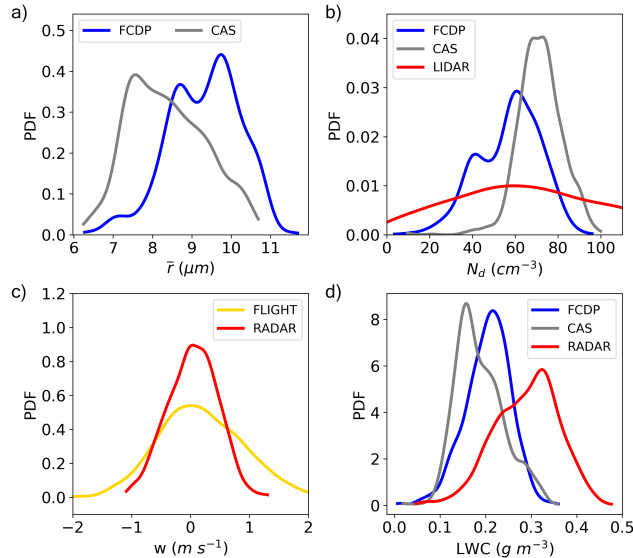 a)
FCDP
CAS
0.5
0.4
0.3
0.2
0.1
0.0
PDF
6
7
8
9
10
11
r̅ (μm)
b)
FCDP
CAS
LIDAR
0.04
0.03
0.02
0.01
0.00
PDF
0
20
40
60
80
100
N_d (cm⁻³)
c)
FLIGHT
RADAR
1.2
1.0
0.8
0.6
0.4
0.2
0.0
PDF
−2
−1
0
1
2
w (m s⁻¹)
d)
FCDP
CAS
RADAR
8
6
4
2
0
PDF
0.0
0.1
0.2
0.3
0.4
0.5
LWC (g m⁻³)